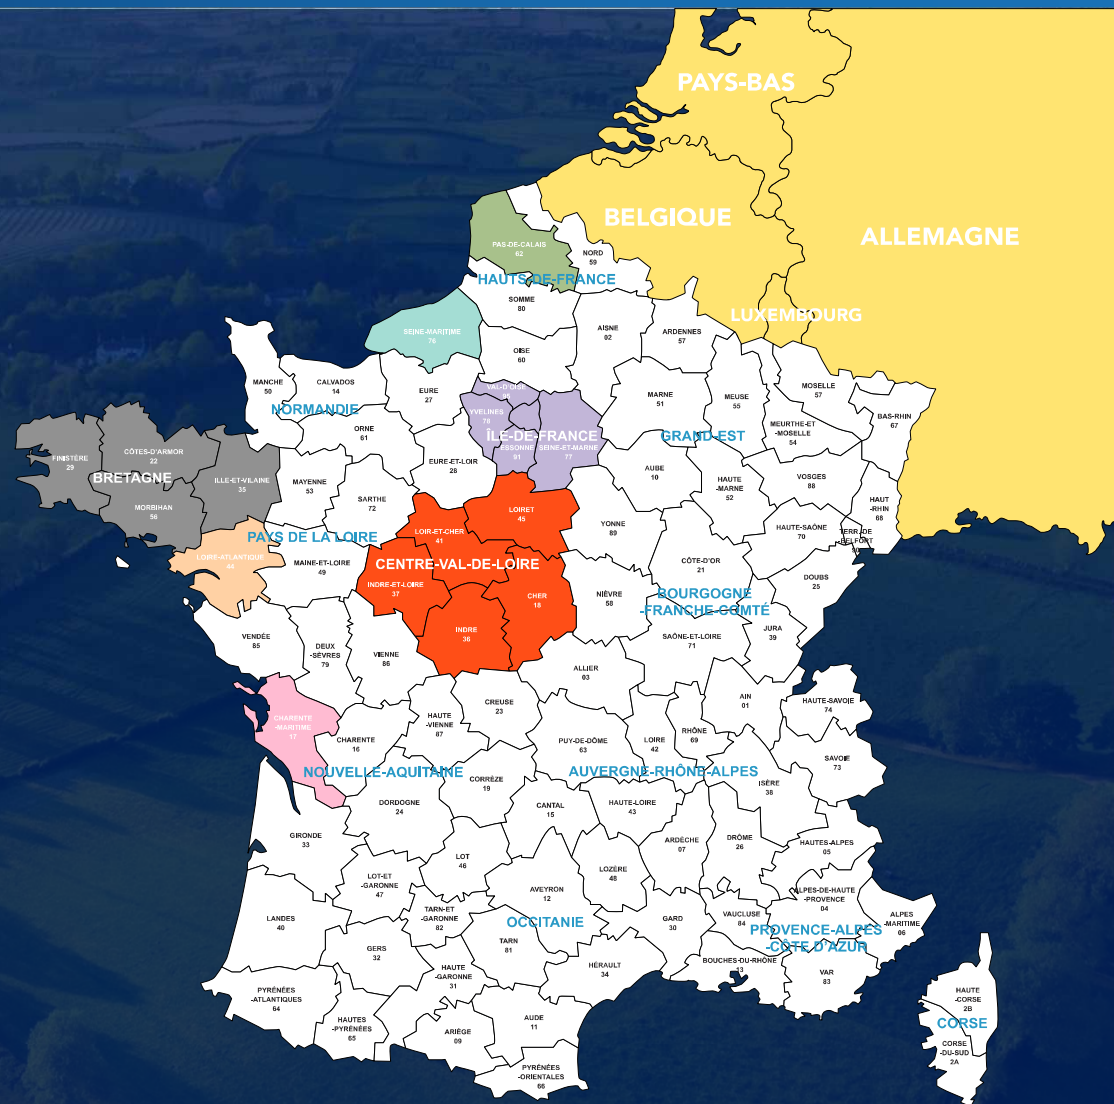 PAYS-BAS
BELGIQUE
ALLEMAGNE
LUXEMBOURG
PAS-DE-CALAIS
62
NORD
59
HAUTS-DE-FRANCE
SOMME
80
SEINE-MARITIME
76
AISNE
02
ARDENNES
57
OISE
60
MANCHE
50
CALVADOS
14
NORMANDIE
EURE
27
ORNE
61
VAL-D'OISE
95
YVELINES
78
ÎLE-DE-FRANCE
ESSONNE
91
SEINE-ET-MARNE
77
MARNE
51
MEUSE
55
MOSELLE
57
MEURTHE-ET
-MOSELLE
54
BAS-RHIN
67
GRAND-EST
FINISTÈRE
29
CÔTES-D'ARMOR
22
BRETAGNE
ILLE-ET-VILAINE
35
MORBIHAN
56
MAYENNE
53
SARTHE
72
EURE-ET-LOIR
28
AUBE
10
HAUTE
-MARNE
52
VOSGES
88
HAUT
-RHIN
68
LOIRE-ATLANTIQUE
44
PAYS DE LA LOIRE
MAINE-ET-LOIRE
49
LOIR-ET-CHER
41
LOIRET
45
CENTRE-VAL-DE-LOIRE
INDRE-ET-LOIRE
37
CHER
18
INDRE
36
YONNE
89
CÔTE-D'OR
21
HAUTE-SAÔNE
70
TERR.-DE
-BELFORT
90
DOUBS
25
NIÈVRE
58
BOURGOGNE
-FRANCHE-COMTÉ
SAÔNE-ET-LOIRE
71
JURA
39
VENDÉE
85
DEUX
-SÈVRES
79
VIENNE
86
CHARENTE
-MARITIME
17
CHARENTE
16
HAUTE
-VIENNE
87
CREUSE
23
NOUVELLE-AQUITAINE
CORRÈZE
19
DORDOGNE
24
GIRONDE
33
ALLIER
03
PUY-DE-DÔME
63
LOIRE
42
RHÔNE
69
AIN
01
HAUTE-SAVOIE
74
SAVOIE
73
AUVERGNE-RHÔNE-ALPES
ISÈRE
38
CANTAL
15
HAUTE-LOIRE
43
ARDÈCHE
07
DRÔME
26
HAUTES-ALPES
05
LOT
46
LOT-ET
-GARONNE
47
LANDES
40
TARN-ET
-GARONNE
82
AVEYRON
12
LOZÈRE
48
GARD
30
OCCITANIE
TARN
81
GERS
32
HAUTE
-GARONNE
31
HÉRAULT
34
PYRÉNÉES
-ATLANTIQUES
64
HAUTES
-PYRÉNÉES
65
ARIÈGE
09
AUDE
11
PYRÉNÉES
-ORIENTALES
66
VAUCLUSE
84
ALPES-DE-HAUTE
-PROVENCE
04
ALPES
-MARITIME
06
PROVENCE-ALPES
-CÔTE D'AZUR
BOUCHES-DU-RHÔNE
13
VAR
83
HAUTE
-CORSE
2B
CORSE
CORSE
-DU-SUD
2A